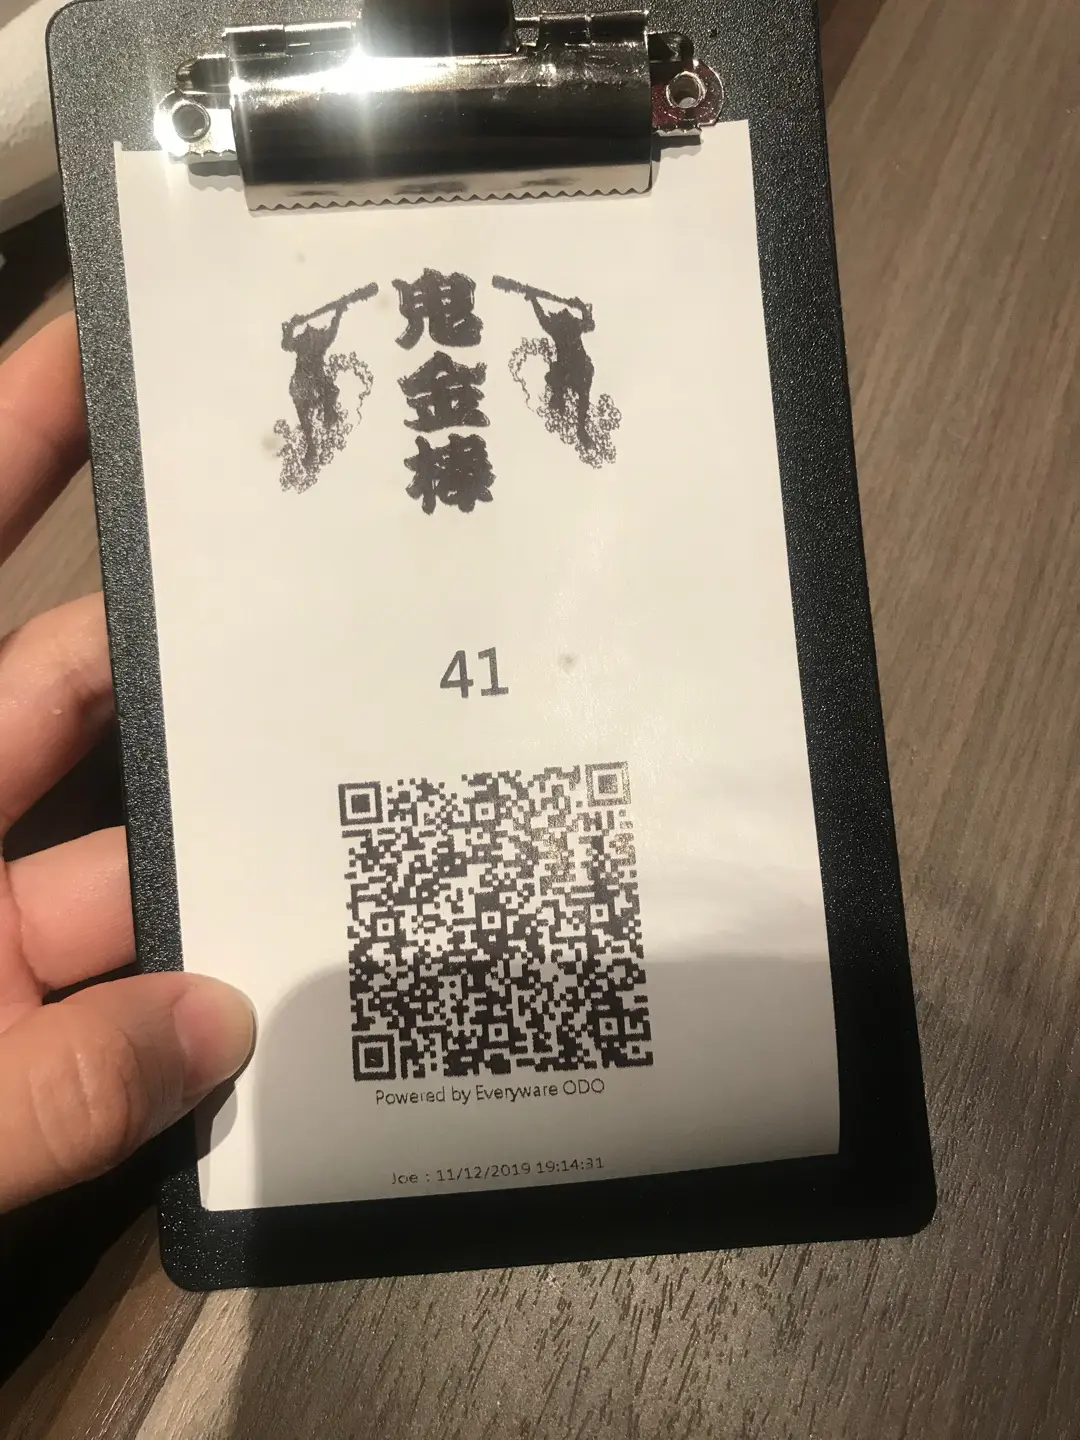 鬼
金
棒
41
Powered by Everyware ODO
Joe : 11/12/2019 19:14:31